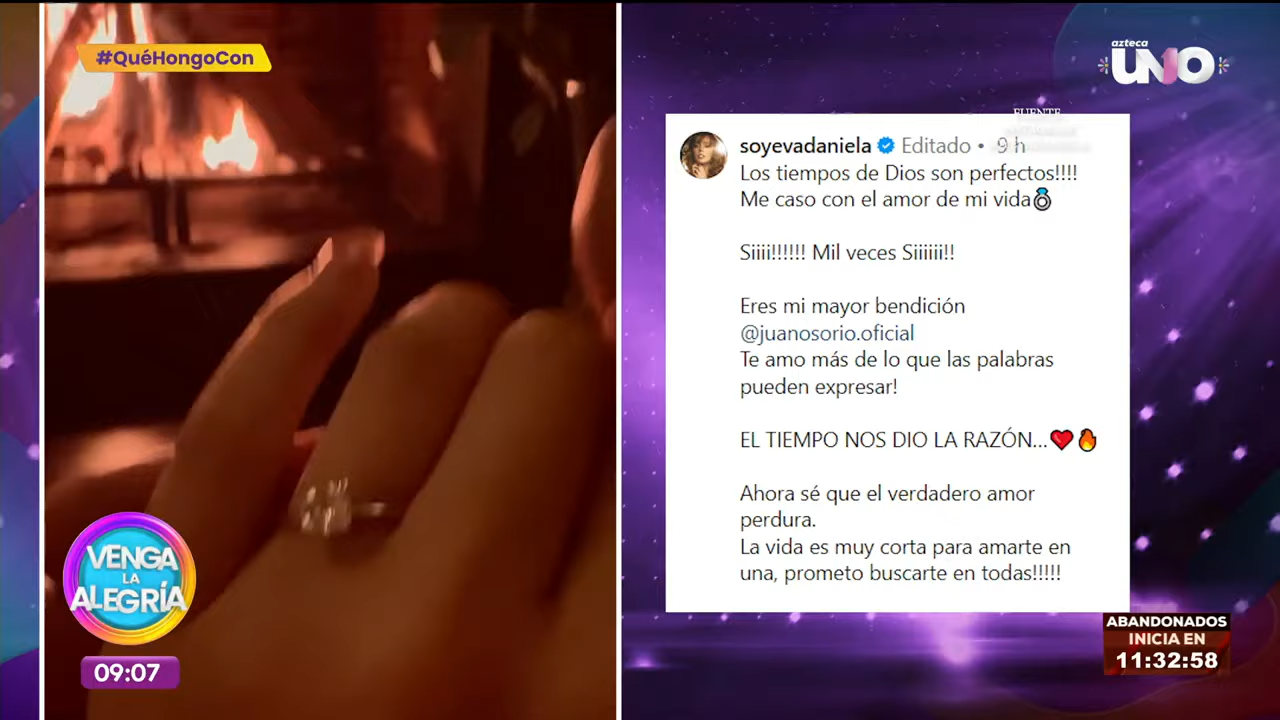 #QuéHongoCon
azteca
UNO
FUENTE
soyevadaniela Editado • 9 h
Los tiempos de Dios son perfectos!!!!
Me caso con el amor de mi vida💍
Siiii!!!!!! Mil veces Siiiiii!!
Eres mi mayor bendición
@juanosorio.oficial
Te amo más de lo que las palabras
pueden expresar!
EL TIEMPO NOS DIO LA RAZÓN...❤️🔥
Ahora sé que el verdadero amor
perdura.
La vida es muy corta para amarte en
una, prometo buscarte en todas!!!!!
VENGA
LA
ALEGRÍA
09:07
ABANDONADOS
INICIA EN
11:32:58